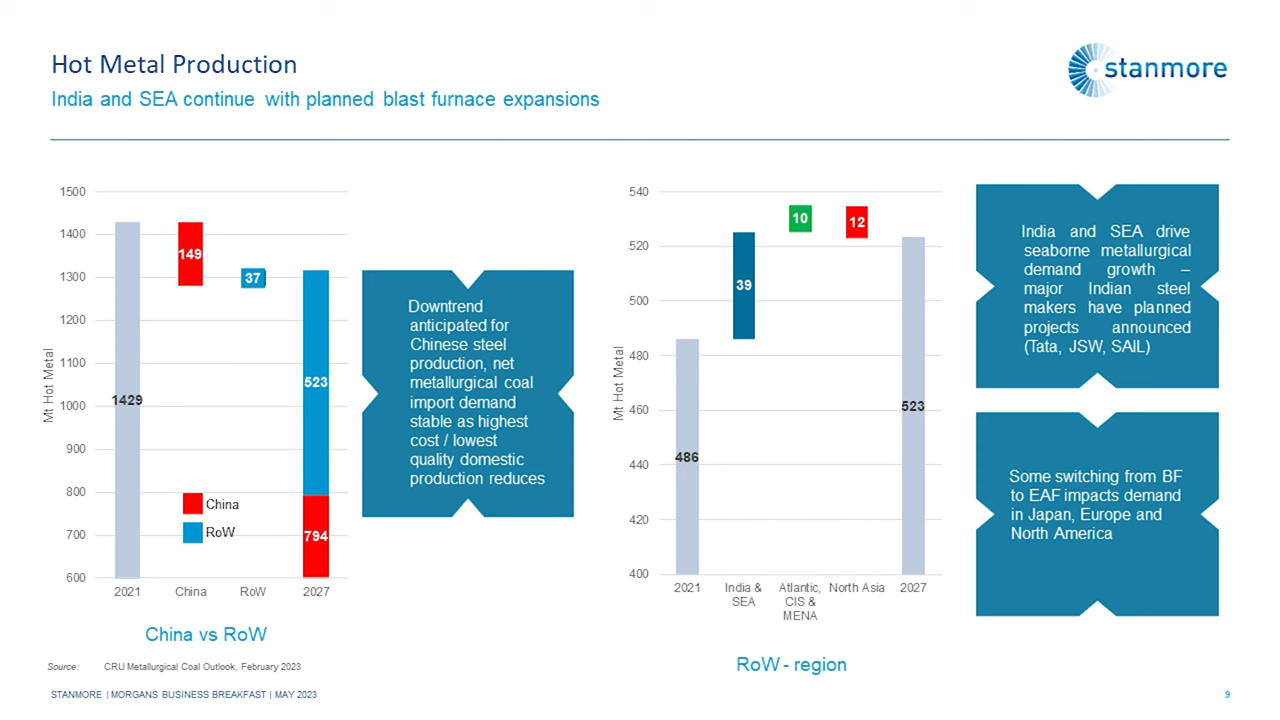 Hot Metal Production
India and SEA continue with planned blast furnace expansions
stanmore
1500
1400
1300
1200
1100
1000
900
800
700
600
Mt Hot Metal
1429
149
37
523
794
China
RoW
2021
China
RoW
2027
China vs RoW
Downtrend
anticipated for
Chinese steel
production, net
metallurgical coal
import demand
stable as highest
cost / lowest
quality domestic
production reduces
540
520
500
480
460
440
420
400
Mt Hot Metal
486
39
10
12
523
2021
India &
SEA
Atlantic,
CIS &
MENA
North Asia
2027
RoW - region
India and SEA drive
seaborne metallurgical
demand growth –
major Indian steel
makers have planned
projects announced
(Tata, JSW, SAIL)
Some switching from BF
to EAF impacts demand
in Japan, Europe and
North America
Source: CRU Metallurgical Coal Outlook, February 2023
STANMORE | MORGANS BUSINESS BREAKFAST | MAY 2023
9